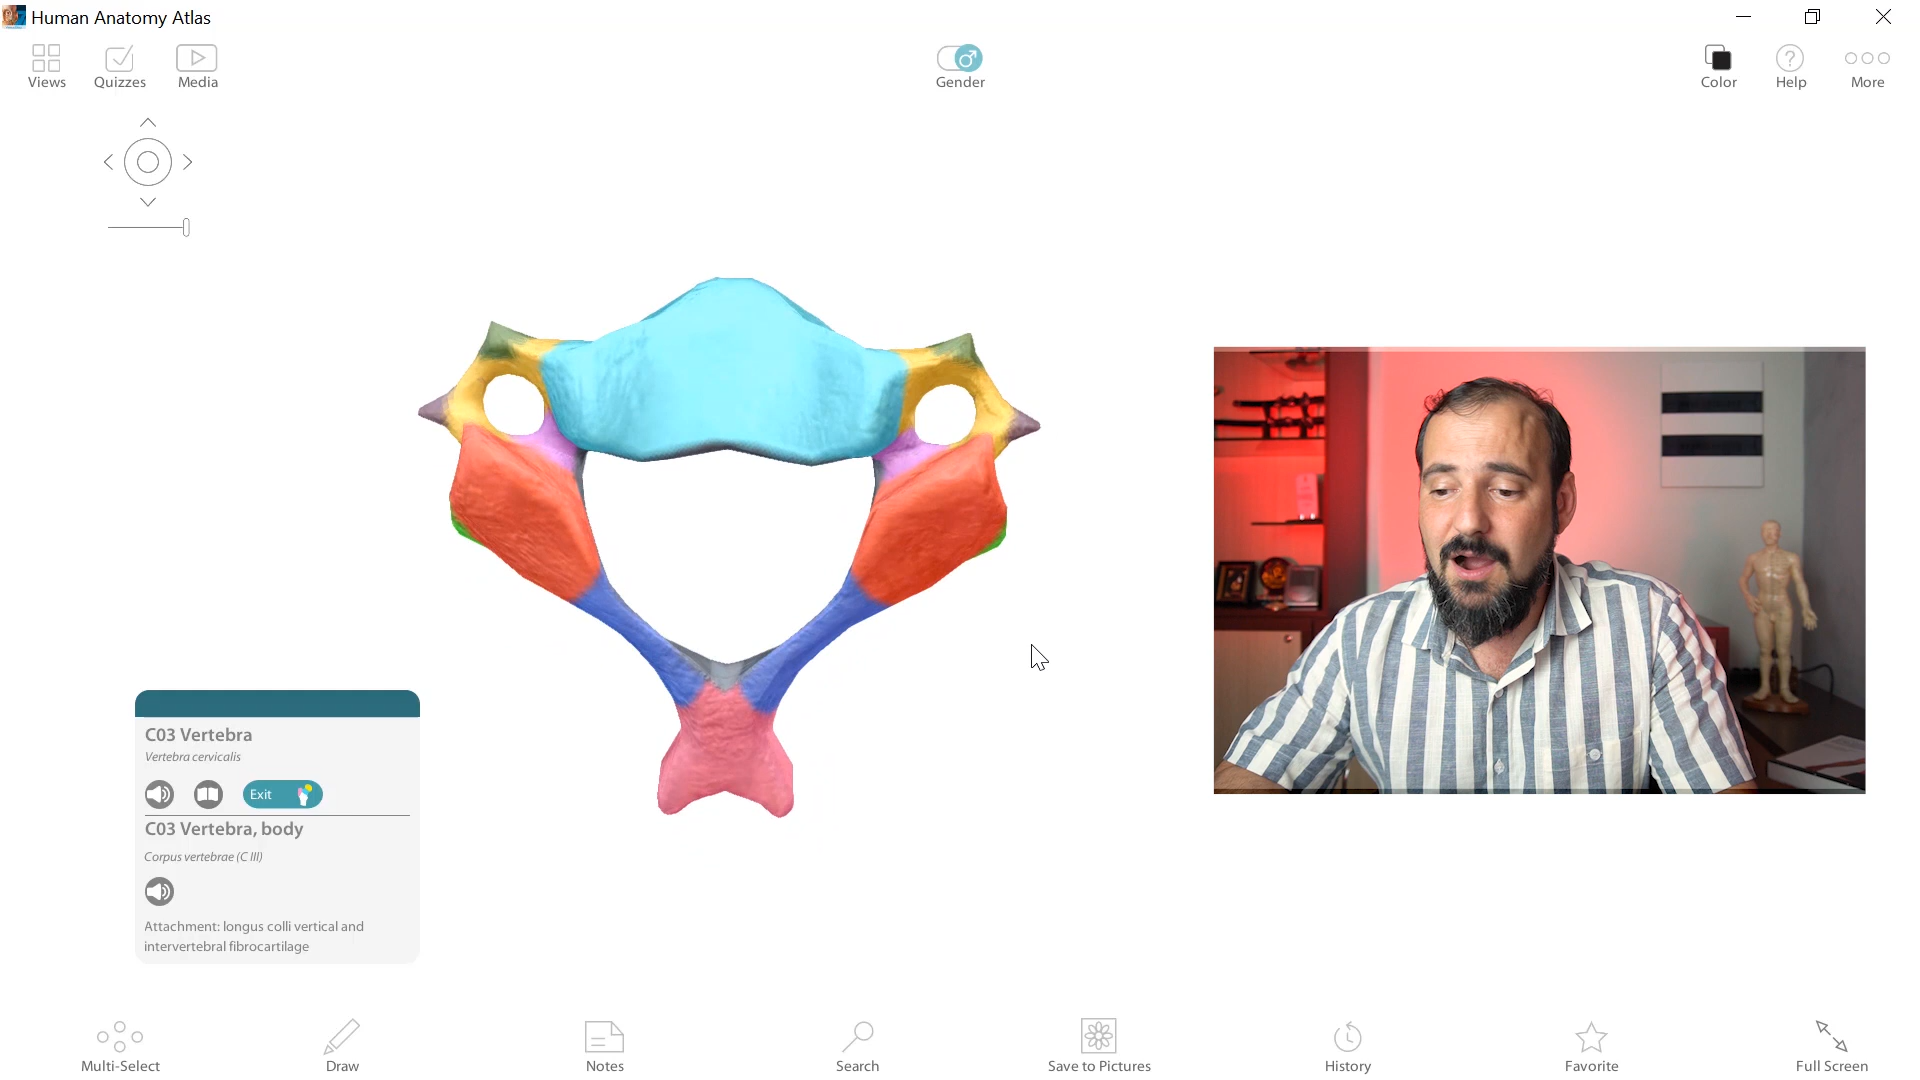 Human Anatomy Atlas
Views
Quizzes
Media
Gender
Color
Help
More
C03 Vertebra
Vertebra cervicalis
Exit
C03 Vertebra, body
Corpus vertebrae (C III)
Attachment: longus colli vertical and
intervertebral fibrocartilage
Multi-Select
Draw
Notes
Search
Save to Pictures
History
Favorite
Full Screen